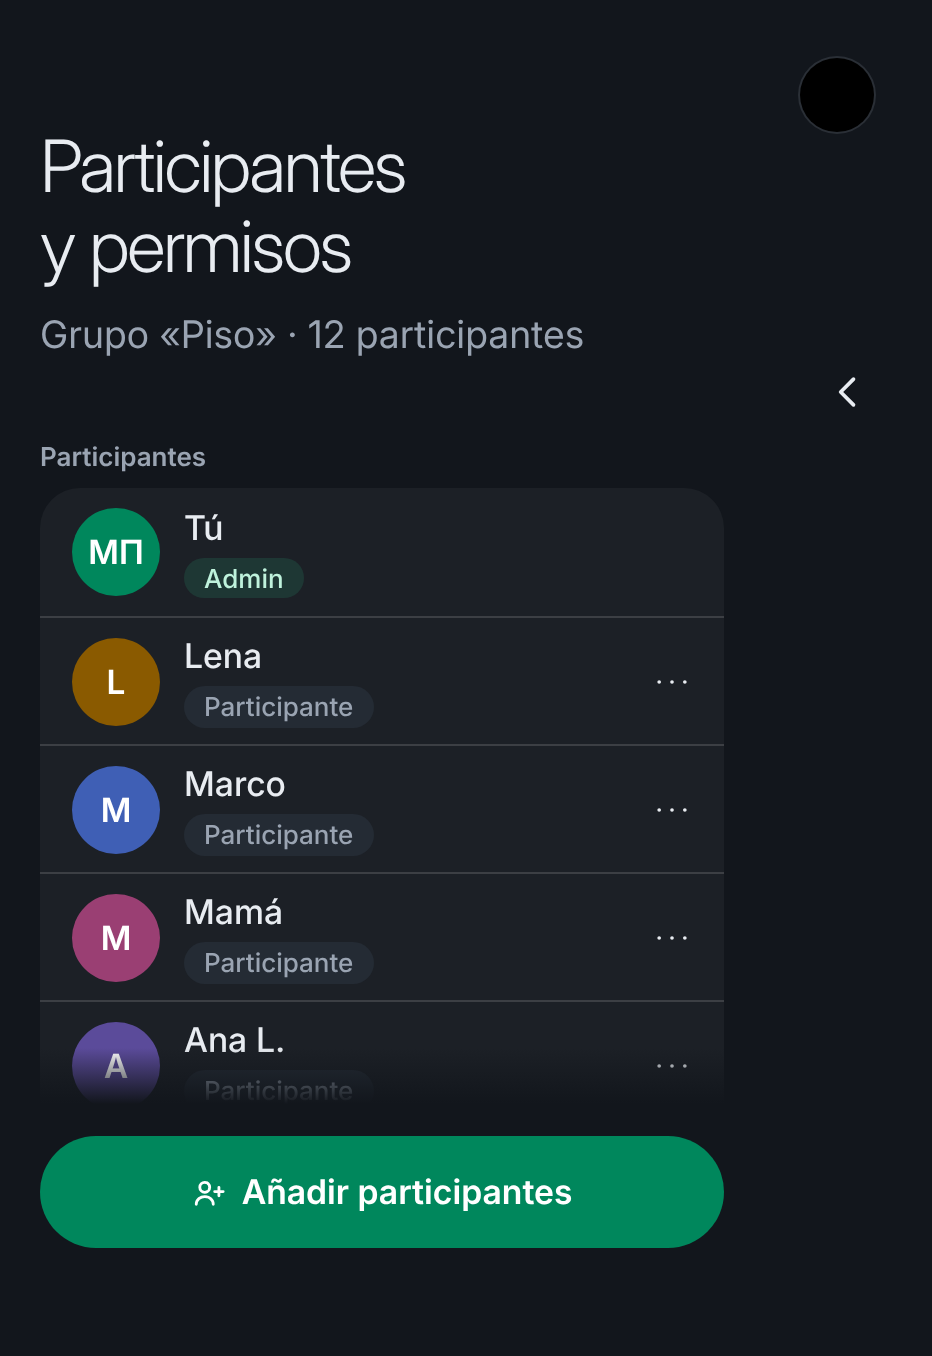 Participantes
y permisos
Grupo «Piso» · 12 participantes
Participantes
МП
Tú
Admin
L
Lena
Participante
...
M
Marco
Participante
...
M
Mamá
Participante
...
A
Ana L.
Participante
...
Añadir participantes